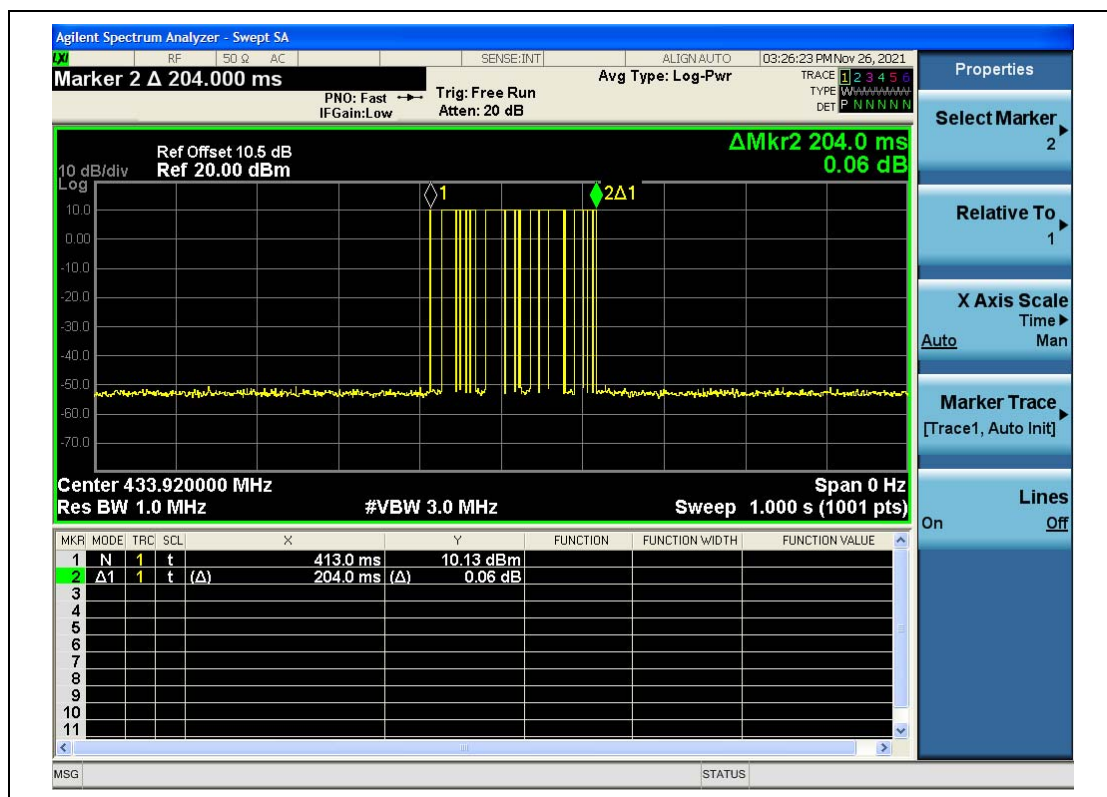 Agilent Spectrum Analyzer - Swept SA
LXI RF 50 Ω AC SENSE:INT ALIGN AUTO 03:26:23 PM Nov 26, 2021
Marker 2 Δ 204.000 ms
PNO: Fast
IFGain:Low
Trig: Free Run
Atten: 20 dB
Avg Type: Log-Pwr
TRACE 1 2 3 4 5 6
TYPE
DET P N N N N N
ΔMkr2 204.0 ms
0.06 dB
Ref Offset 10.5 dB
10 dB/div Ref 20.00 dBm
Log
1
2Δ1
10.0
0.00
-10.0
-20.0
-30.0
-40.0
-50.0
-60.0
-70.0
Center 433.920000 MHz Span 0 Hz
Res BW 1.0 MHz #VBW 3.0 MHz Sweep 1.000 s (1001 pts)
MKR MODE TRC SCL X Y FUNCTION FUNCTION WIDTH FUNCTION VALUE
1 N 1 t 413.0 ms 10.13 dBm
2 Δ1 1 t (Δ) 204.0 ms (Δ) 0.06 dB
3
4
5
6
7
8
9
10
11
MSG STATUS
Properties
Select Marker
2
Relative To
1
X Axis Scale
Time
Auto Man
Marker Trace
[Trace1, Auto Init]
Lines
On Off